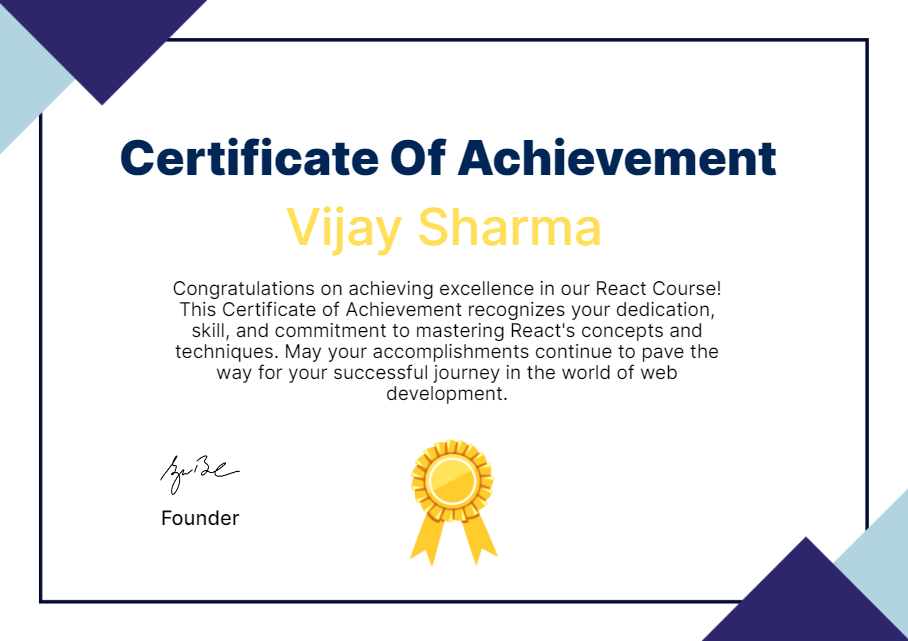 Certificate Of Achievement
Vijay Sharma
Congratulations on achieving excellence in our React Course!
This Certificate of Achievement recognizes your dedication,
skill, and commitment to mastering React's concepts and
techniques. May your accomplishments continue to pave the
way for your successful journey in the world of web
development.
Founder